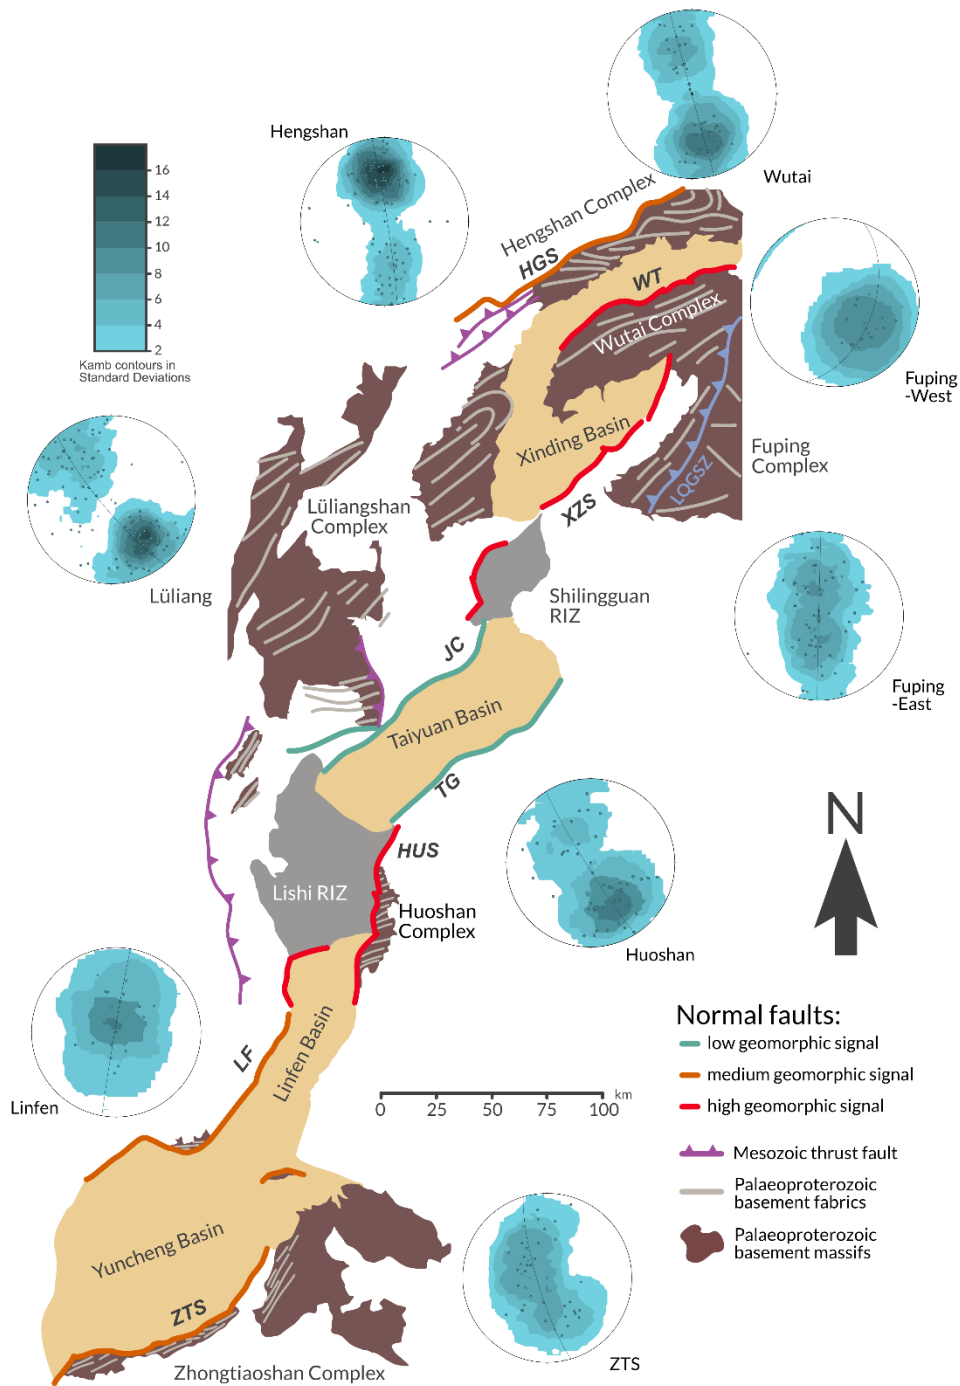 Hengshan
Wutai
16
14
12
10
8
6
4
2
Kamb contours in
Standard Deviations
Hengshan Complex
HGS
WT
Wutai Complex
Fuping
-West
Xinding Basin
Fuping
Complex
LQGSZ
XZS
Lüliangshan
Complex
Lüliang
Shilingguan
RIZ
JC
Fuping
-East
Taiyuan Basin
TG
HUS
N
Lishi RIZ
Huoshan
Complex
Huoshan
Linfen
LF
Linfen Basin
Normal faults:
low geomorphic signal
medium geomorphic signal
high geomorphic signal
0 25 50 75 100 km
Mesozoic thrust fault
Palaeoproterozoic
basement fabrics
Palaeoproterozoic
basement massifs
Yuncheng Basin
ZTS
Zhongtiaoshan Complex
ZTS